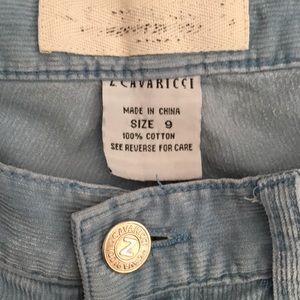 Z CAVARICCI
MADE IN CHINA
SIZE 9
100% COTTON
SEE REVERSE FOR CARE
Z
CAVARICCI